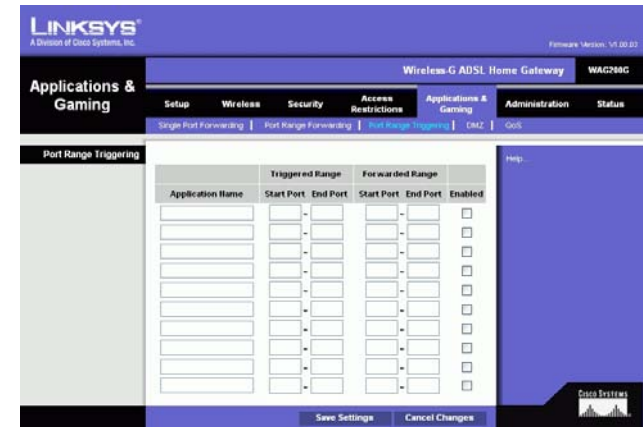 LINKSYS®
A Division of Cisco Systems, Inc.
Firmware Version: V1.00.03
Wireless-G ADSL Home Gateway WAG200G
Applications & Gaming
Setup Wireless Security Access Restrictions Applications & Gaming Administration Status
Single Port Forwarding | Port Range Forwarding | Port Range Triggering | DMZ | QoS
Port Range Triggering
Help...
Triggered Range Forwarded Range
Application Name Start Port End Port Start Port End Port Enabled
-
-
-
-
-
-
-
-
-
-
Save Settings Cancel Changes
CISCO SYSTEMS